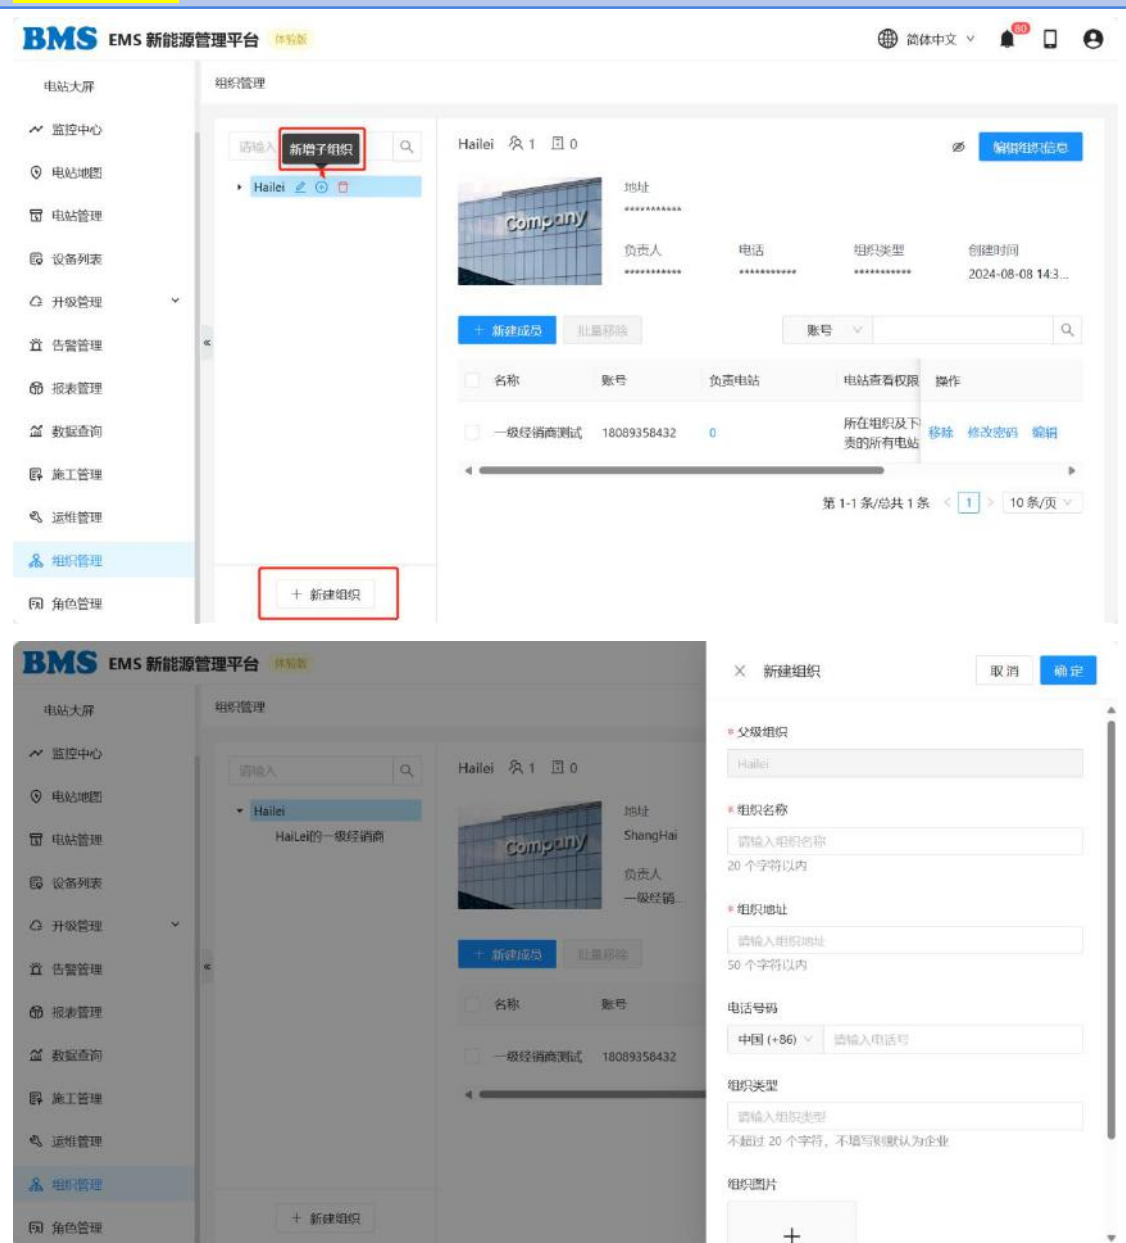 BMS EMS 新能源管理平台 体验版
简体中文
80
电站大屏
监控中心
电站地图
电站管理
设备列表
升级管理
告警管理
报表管理
数据查询
施工管理
运维管理
组织管理
角色管理
组织管理
请输入
新增子组织
Hailei
+ 新建组织
Hailei 1 0
编辑组织信息
Company
地址
***********
负责人 电话 组织类型 创建时间
*********** *********** *********** 2024-08-08 14:3...
+ 新建成员 批量移除 账号
名称 账号 负责电站 电站查看权限 操作
一级经销商测试 18089358432 0 所在组织及下 移除 修改密码 编辑
责的所有电站
第 1-1 条/总共 1 条 < 1 > 10 条/页
BMS EMS 新能源管理平台 体验版
电站大屏
监控中心
电站地图
电站管理
设备列表
升级管理
告警管理
报表管理
数据查询
施工管理
运维管理
组织管理
角色管理
组织管理
请输入
Hailei
HaiLei的一级经销商
+ 新建组织
Hailei 1 0
Company
地址
ShangHai
负责人
一级经销...
+ 新建成员 批量移除
名称 账号
一级经销商测试 18089358432
× 新建组织 取消 确定
* 父级组织
Hailei
* 组织名称
请输入组织名称
20 个字符以内
* 组织地址
请输入组织地址
50 个字符以内
电话号码
中国 (+86) 请输入电话号
组织类型
请输入组织类型
不超过 20 个字符，不填写则默认为企业
组织图片
+